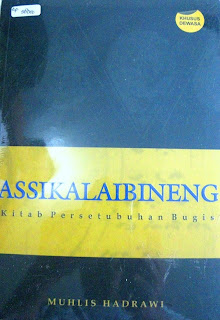 KHUSUS
DEWASA
ASSIKALAIBINENG
Kitab Persetubuhan Bugis
MUHLIS HADRAWI